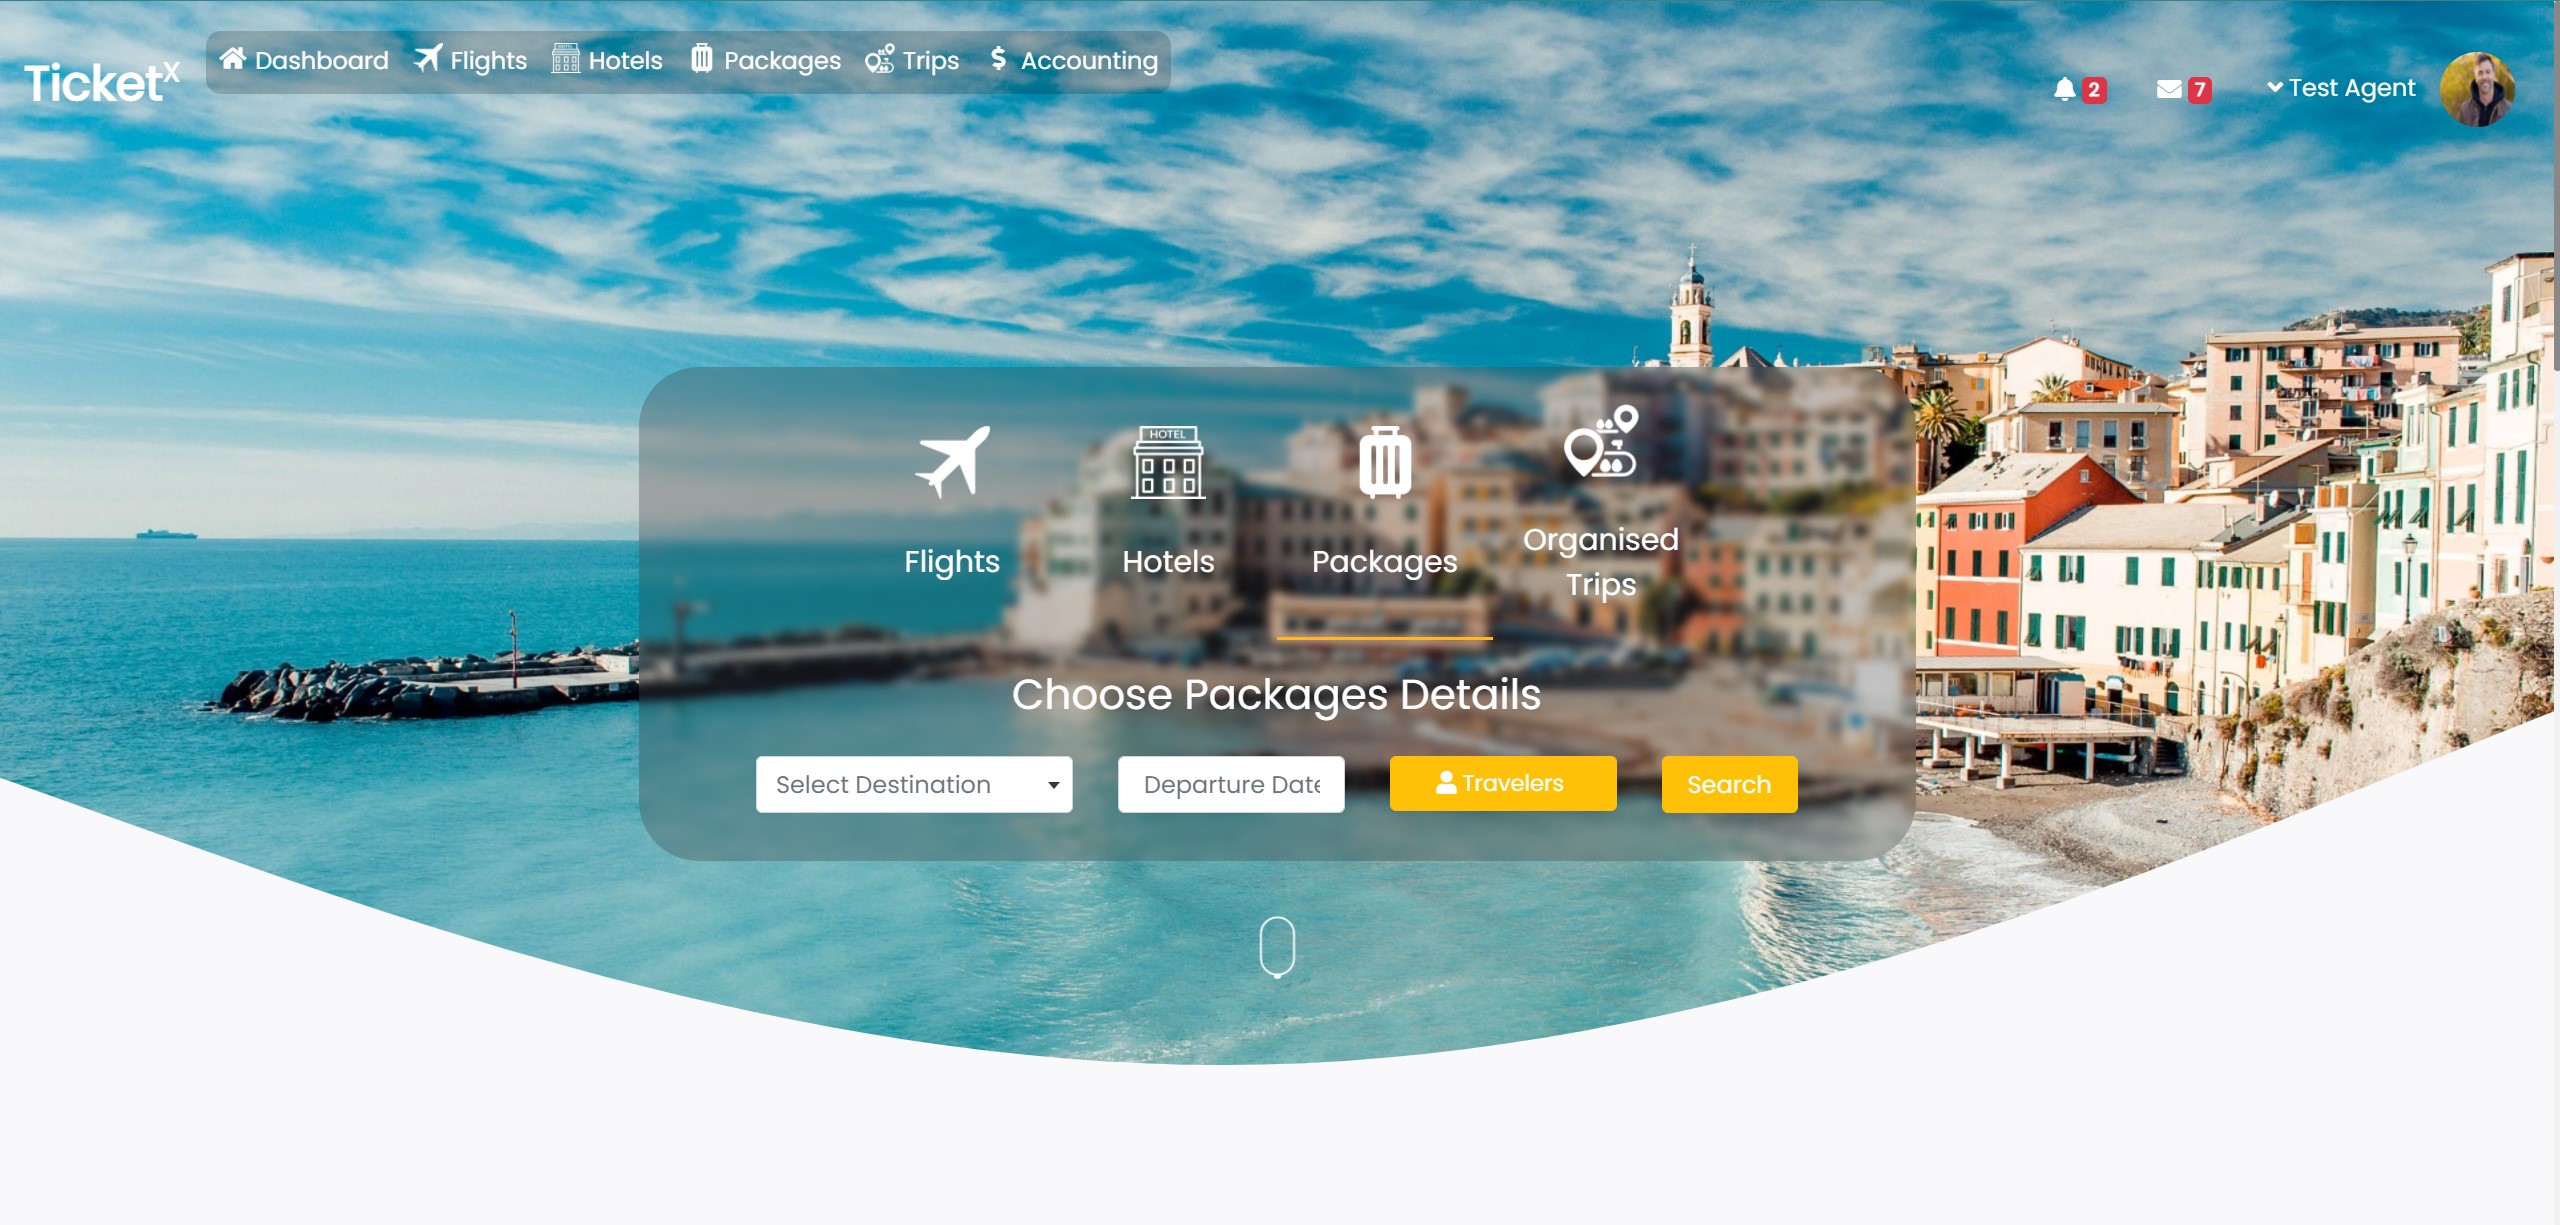 TicketX
Dashboard Flights Hotels Packages Trips Accounting
2 7 Test Agent
HOTEL
Flights Hotels Packages Organised
Trips
Choose Packages Details
Select Destination Departure Date Travelers Search